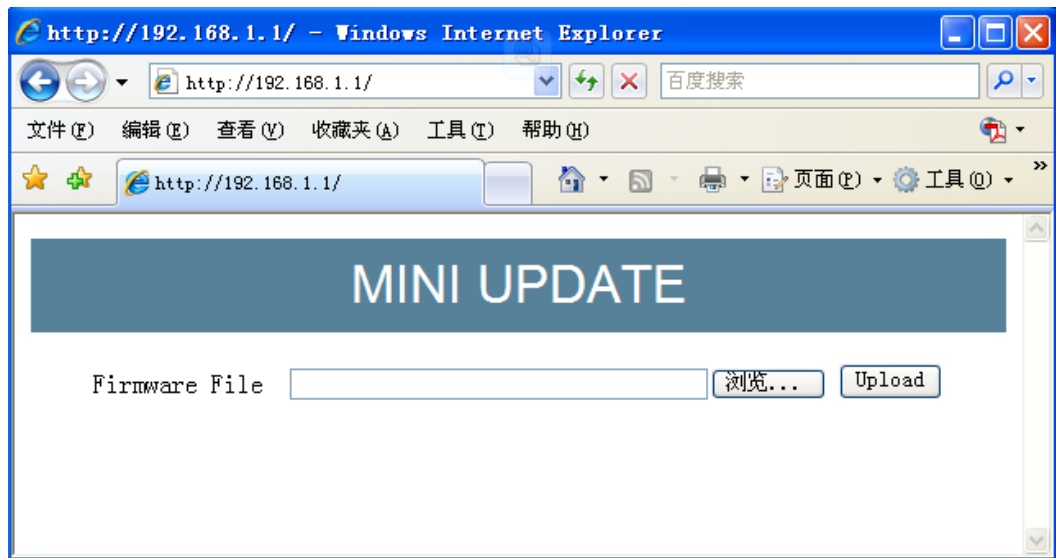 http://192.168.1.1/ - Windows Internet Explorer
http://192.168.1.1/ 百度搜索
文件(F) 编辑(E) 查看(V) 收藏夹(A) 工具(T) 帮助(H)
http://192.168.1.1/ 页面(P) 工具(O) »
MINI UPDATE
Firmware File 浏览... Upload